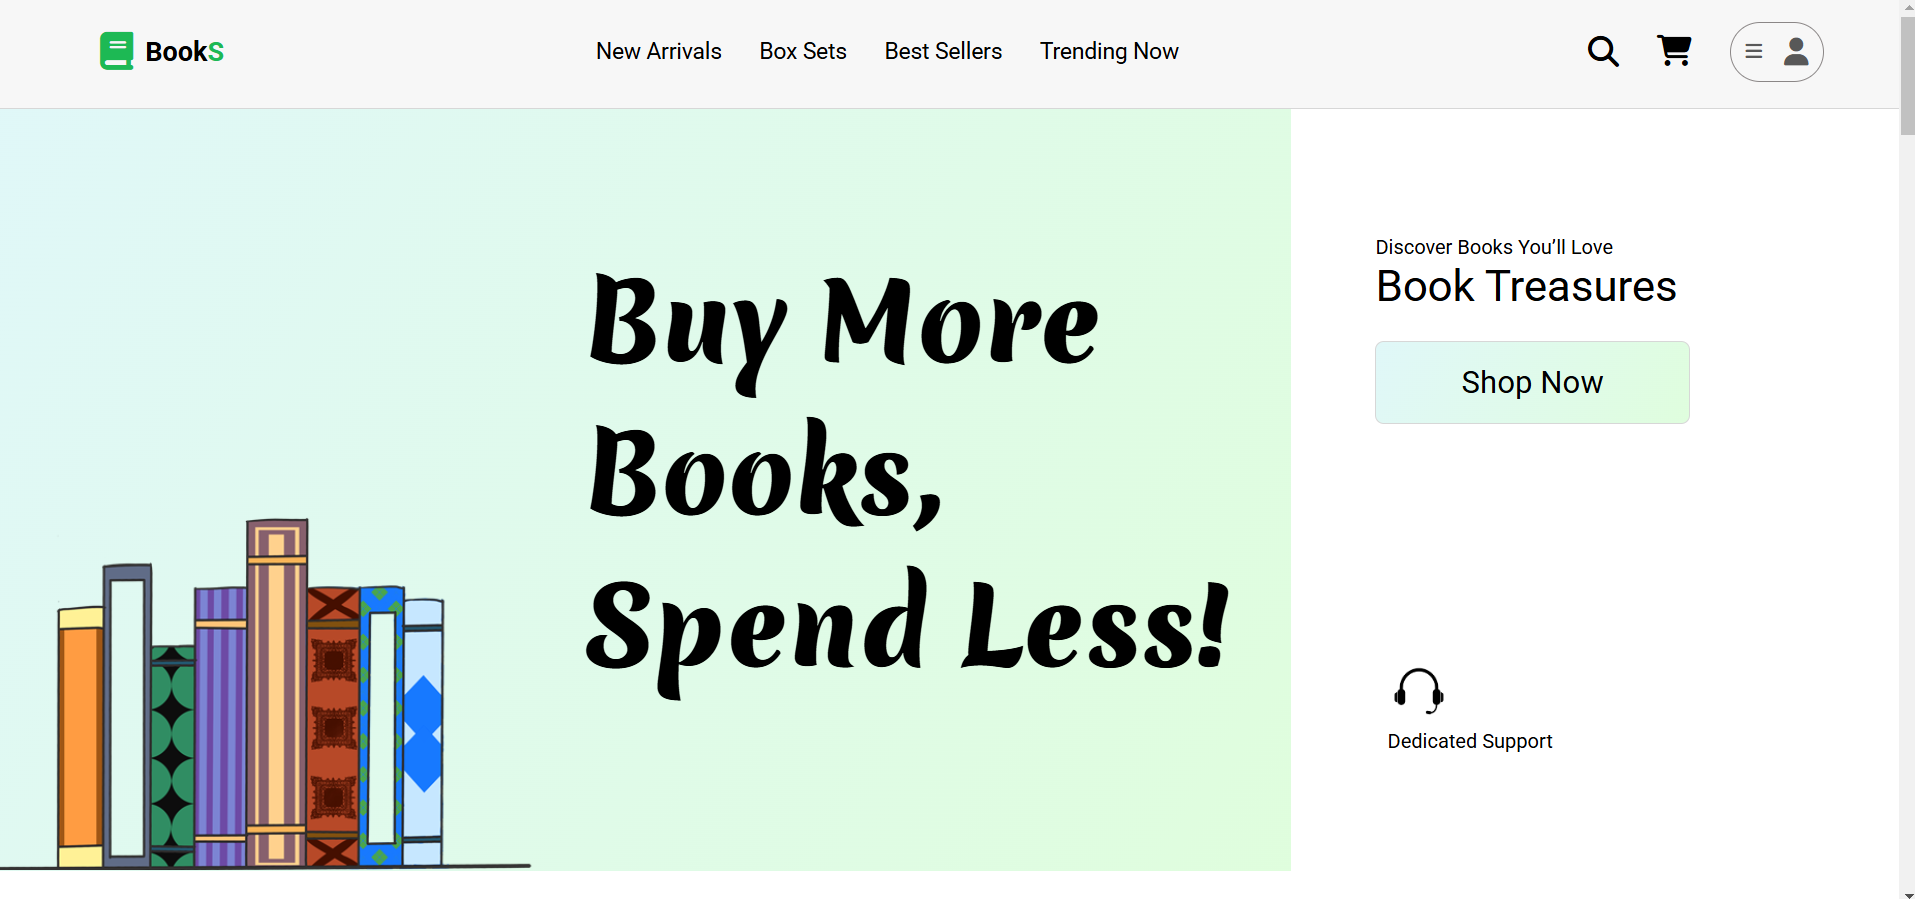 BookS
New Arrivals
Box Sets
Best Sellers
Trending Now
Buy More
Books,
Spend Less!
Discover Books You’ll Love
Book Treasures
Shop Now
Dedicated Support